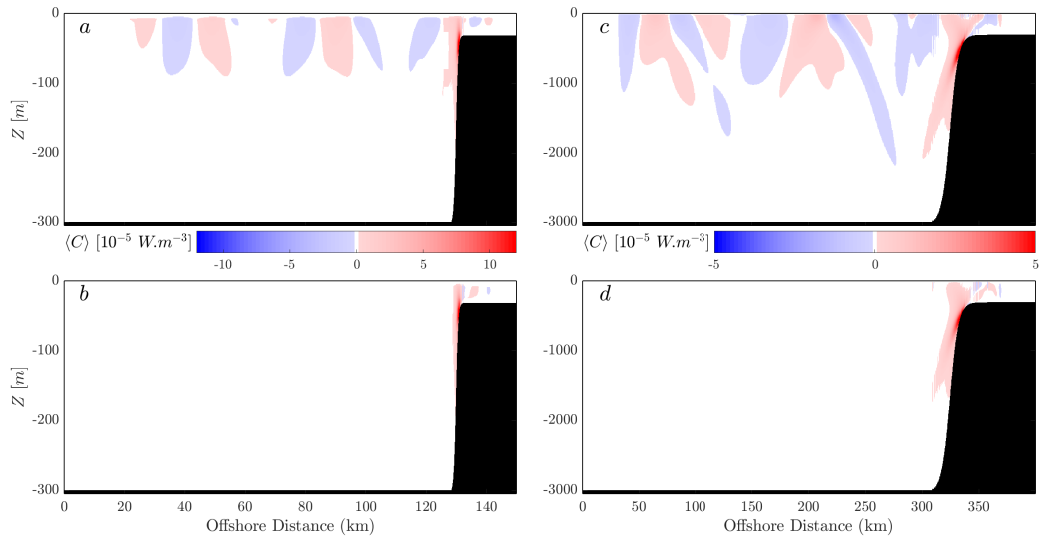 a
0
-100
-200
-300
Z [m]
c
0
-1000
-2000
-3000
⟨C⟩ [10⁻⁵ W.m⁻³]
-10 -5 0 5 10
⟨C⟩ [10⁻⁵ W.m⁻³]
-5 0 5
b
0
-100
-200
-300
Z [m]
0 20 40 60 80 100 120 140
Offshore Distance (km)
d
0
-1000
-2000
-3000
0 50 100 150 200 250 300 350
Offshore Distance (km)